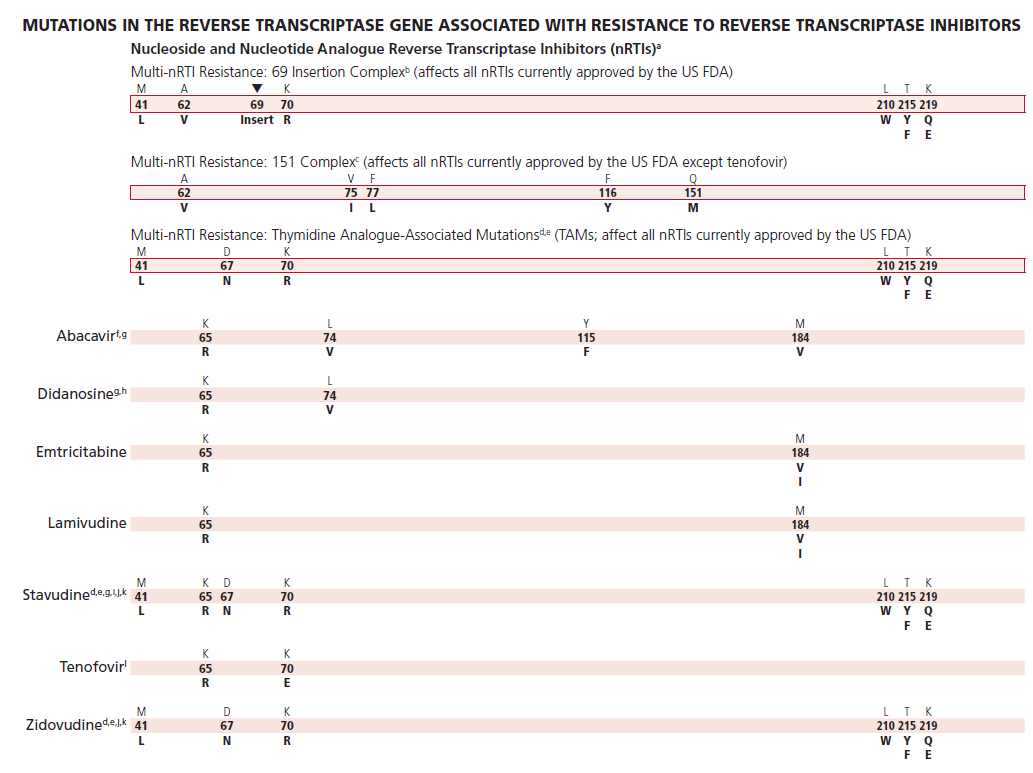 MUTATIONS IN THE REVERSE TRANSCRIPTASE GENE ASSOCIATED WITH RESISTANCE TO REVERSE TRANSCRIPTASE INHIBITORS
Nucleoside and Nucleotide Analogue Reverse Transcriptase Inhibitors (nRTIs)ᵃ
Multi-nRTI Resistance: 69 Insertion Complexᵇ (affects all nRTIs currently approved by the US FDA)
M A ▼ K L T K
41 62 69 70 210 215 219
L V Insert R W Y Q
F E
Multi-nRTI Resistance: 151 Complexᶜ (affects all nRTIs currently approved by the US FDA except tenofovir)
A V F F Q
62 75 77 116 151
V I L Y M
Multi-nRTI Resistance: Thymidine Analogue-Associated Mutationsᵈ,ᵉ (TAMs; affect all nRTIs currently approved by the US FDA)
M D K L T K
41 67 70 210 215 219
L N R W Y Q
F E
K L Y M
Abacavirᶠ,ᵍ 65 74 115 184
R V F V
K L
Didanosineᵍ,ʰ 65 74
R V
K M
Emtricitabine 65 184
R V
I
K M
Lamivudine 65 184
R V
I
M K D K L T K
Stavudineᵈ,ᵉ,ᵍ,ⁱ,ʲ,ᵏ 41 65 67 70 210 215 219
L R N R W Y Q
F E
K K
Tenofovirˡ 65 70
R E
M D K L T K
Zidovudineᵈ,ᵉ,ʲ,ᵏ 41 67 70 210 215 219
L N R W Y Q
F E